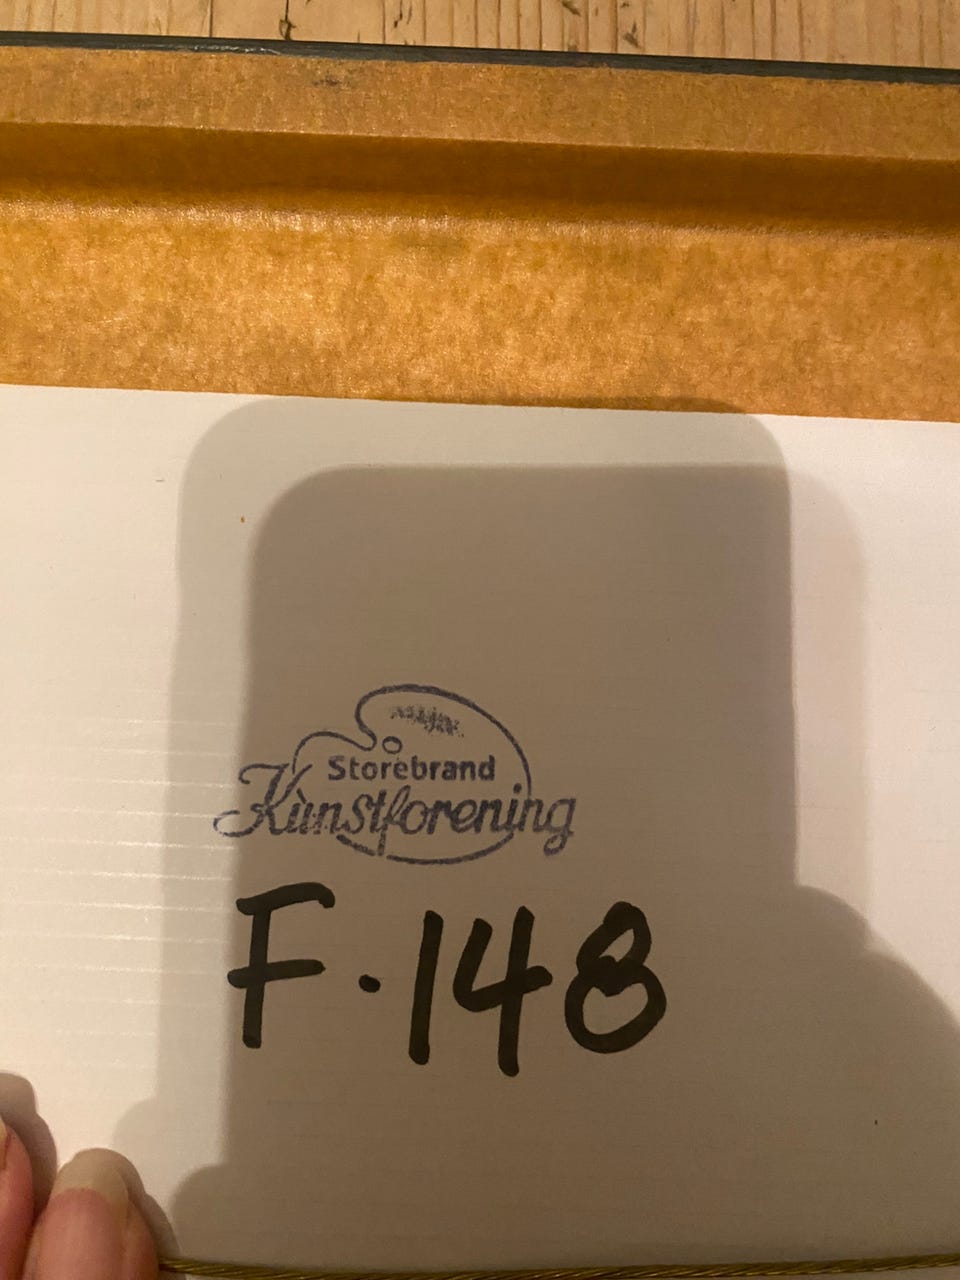 Storebrand
Kunstforening
F. 148